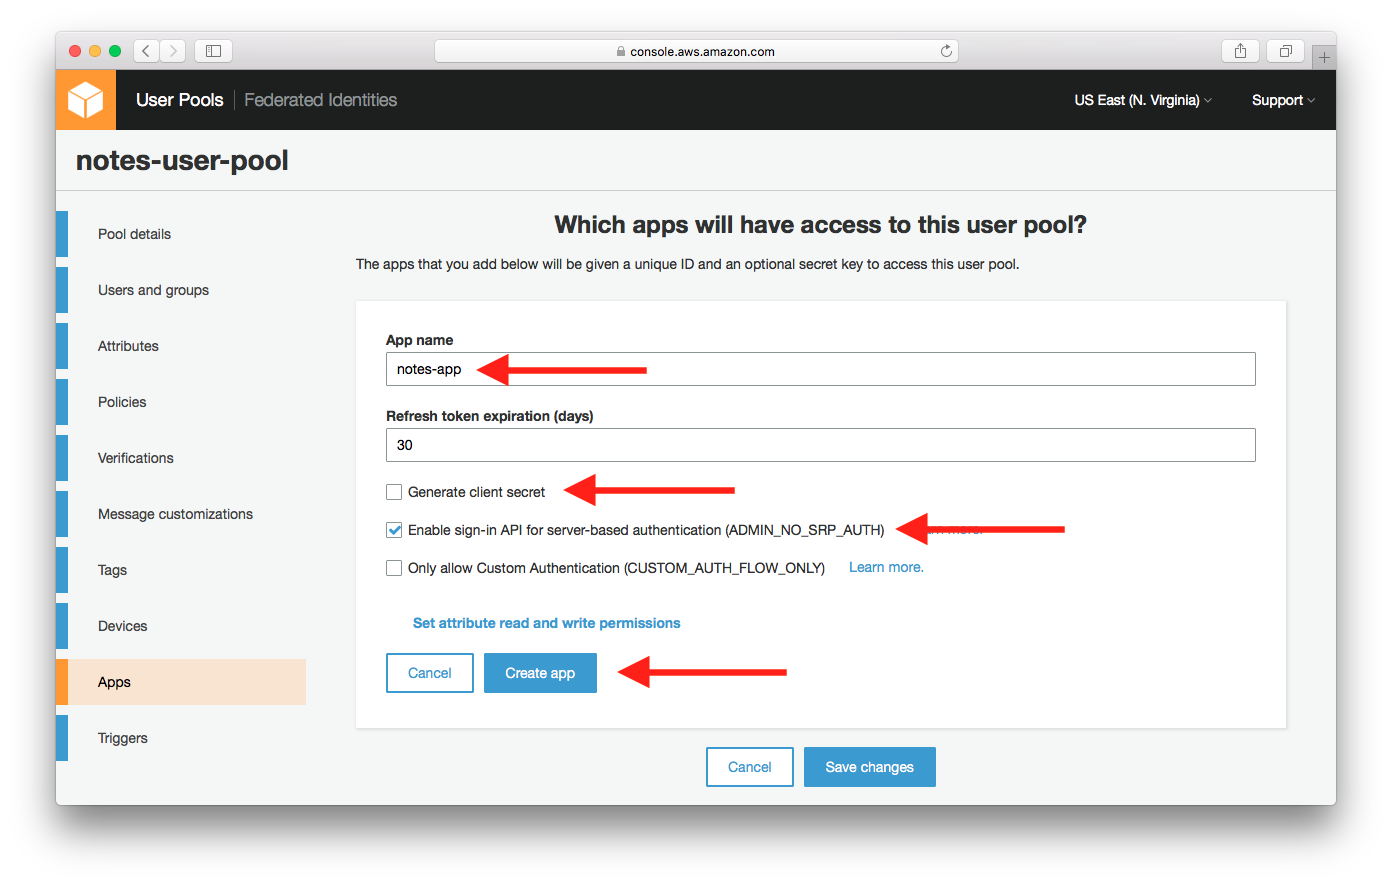 console.aws.amazon.com
User Pools Federated Identities US East (N. Virginia) Support
notes-user-pool
Pool details
Users and groups
Attributes
Policies
Verifications
Message customizations
Tags
Devices
Apps
Triggers
Which apps will have access to this user pool?
The apps that you add below will be given a unique ID and an optional secret key to access this user pool.
App name
notes-app
Refresh token expiration (days)
30
Generate client secret
Enable sign-in API for server-based authentication (ADMIN_NO_SRP_AUTH)
Only allow Custom Authentication (CUSTOM_AUTH_FLOW_ONLY) Learn more.
Set attribute read and write permissions
Cancel Create app
Cancel Save changes